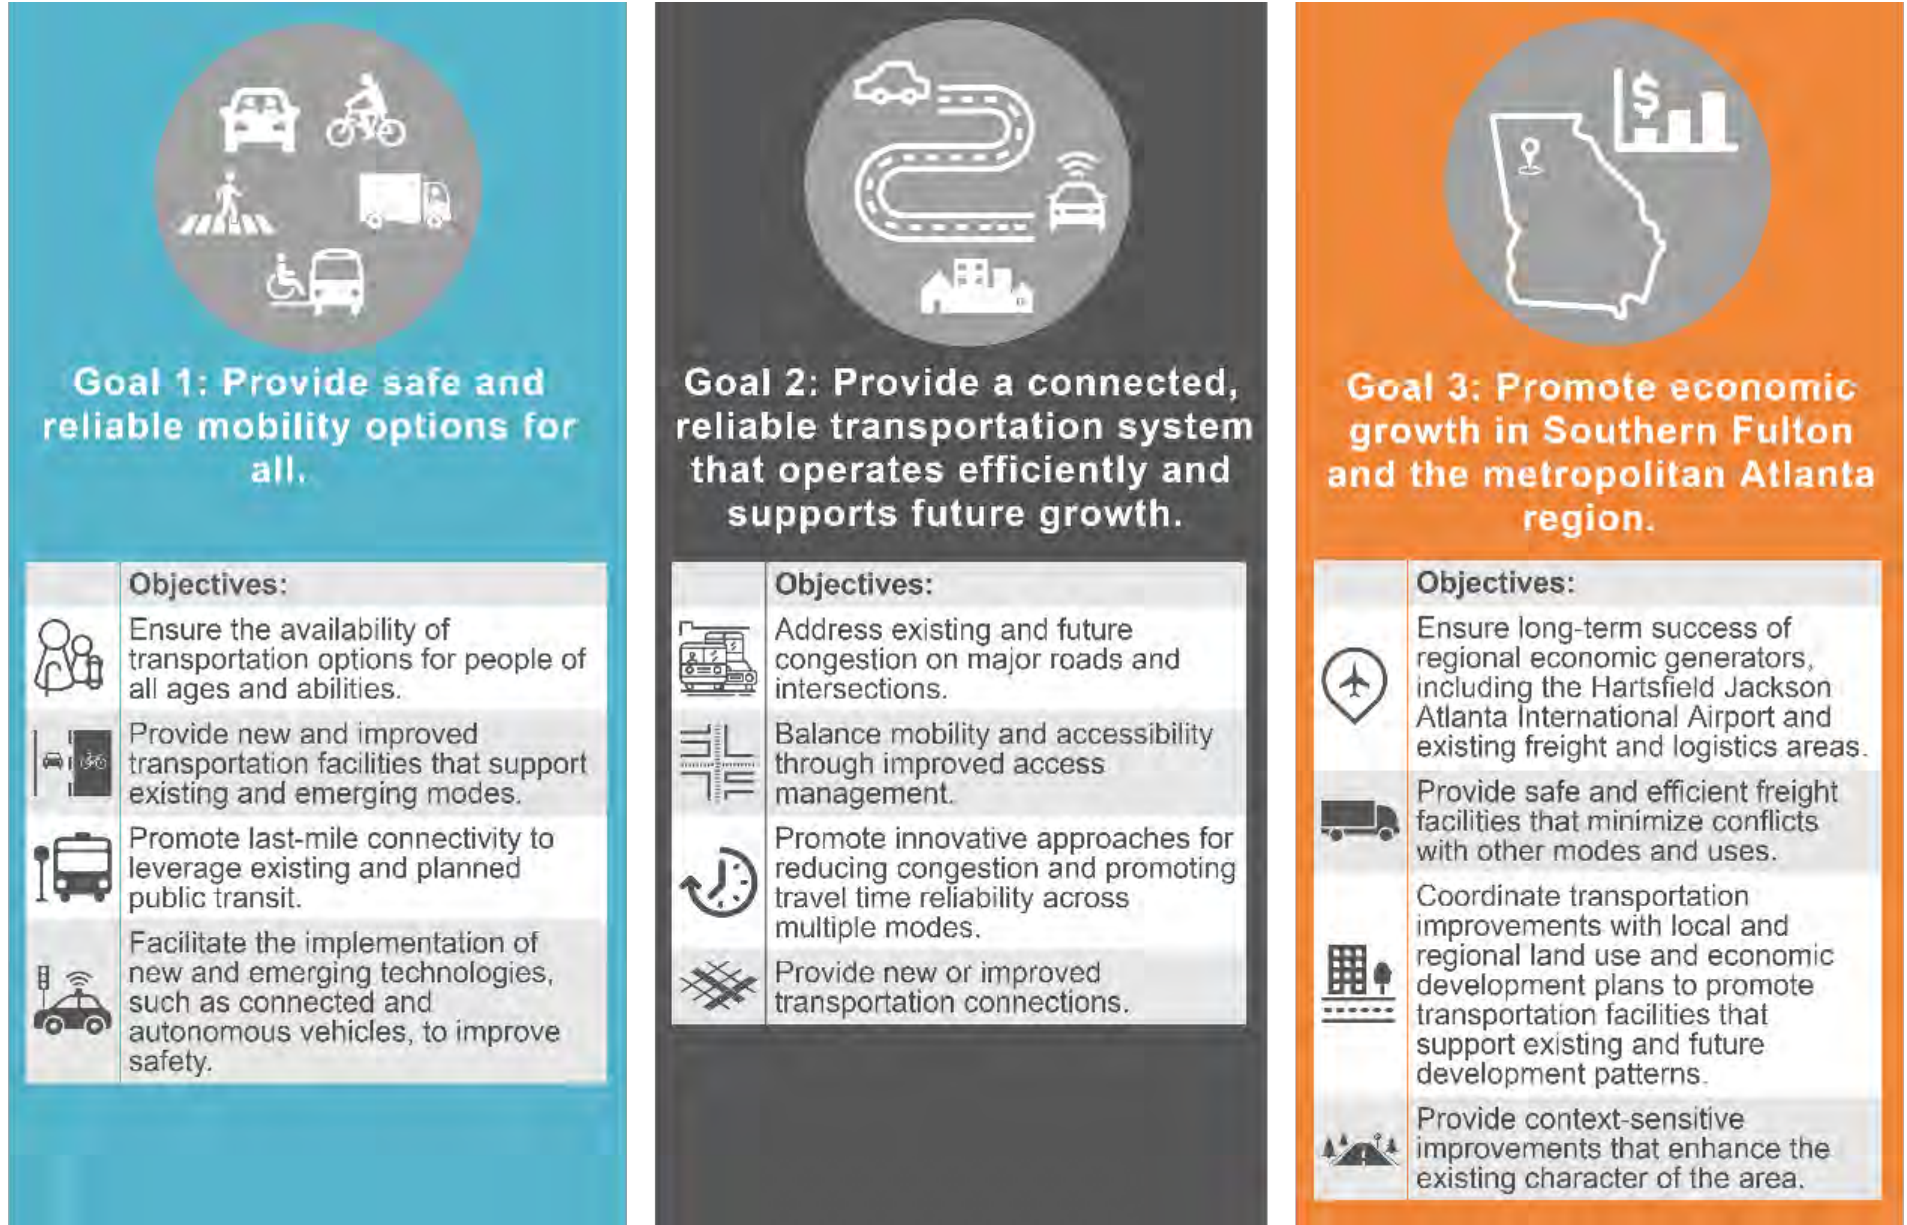 Goal 1: Provide safe and
reliable mobility options for
all.
Objectives:
Ensure the availability of
transportation options for people of
all ages and abilities.
Provide new and improved
transportation facilities that support
existing and emerging modes.
Promote last-mile connectivity to
leverage existing and planned
public transit.
Facilitate the implementation of
new and emerging technologies,
such as connected and
autonomous vehicles, to improve
safety.
Goal 2: Provide a connected,
reliable transportation system
that operates efficiently and
supports future growth.
Objectives:
Address existing and future
congestion on major roads and
intersections.
Balance mobility and accessibility
through improved access
management.
Promote innovative approaches for
reducing congestion and promoting
travel time reliability across
multiple modes.
Provide new or improved
transportation connections.
$
Goal 3: Promote economic
growth in Southern Fulton
and the metropolitan Atlanta
region.
Objectives:
Ensure long-term success of
regional economic generators,
including the Hartsfield Jackson
Atlanta International Airport and
existing freight and logistics areas.
Provide safe and efficient freight
facilities that minimize conflicts
with other modes and uses.
Coordinate transportation
improvements with local and
regional land use and economic
development plans to promote
transportation facilities that
support existing and future
development patterns.
Provide context-sensitive
improvements that enhance the
existing character of the area.